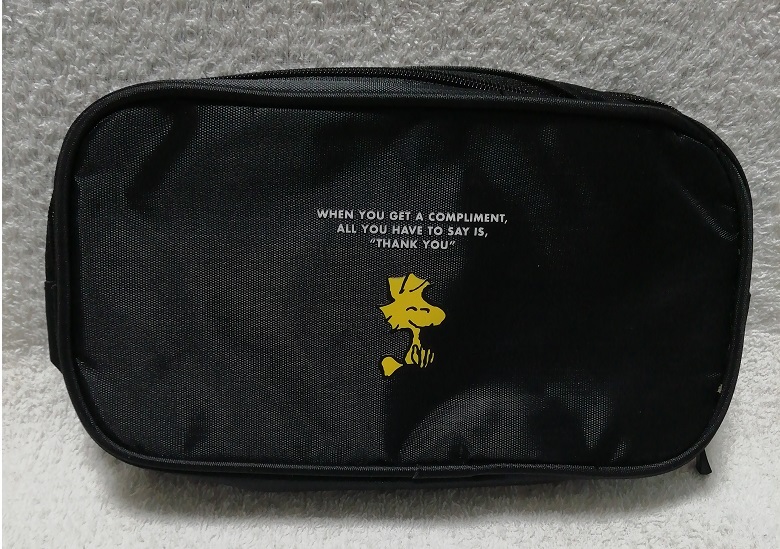 WHEN YOU GET A COMPLIMENT,
ALL YOU HAVE TO SAY IS,
“THANK YOU”